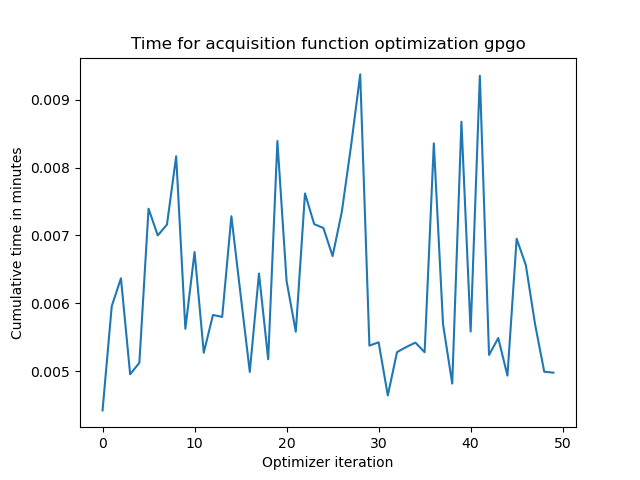 Time for acquisition function optimization gpgo
Cumulative time in minutes
0.009
0.008
0.007
0.006
0.005
0 10 20 30 40 50
Optimizer iteration